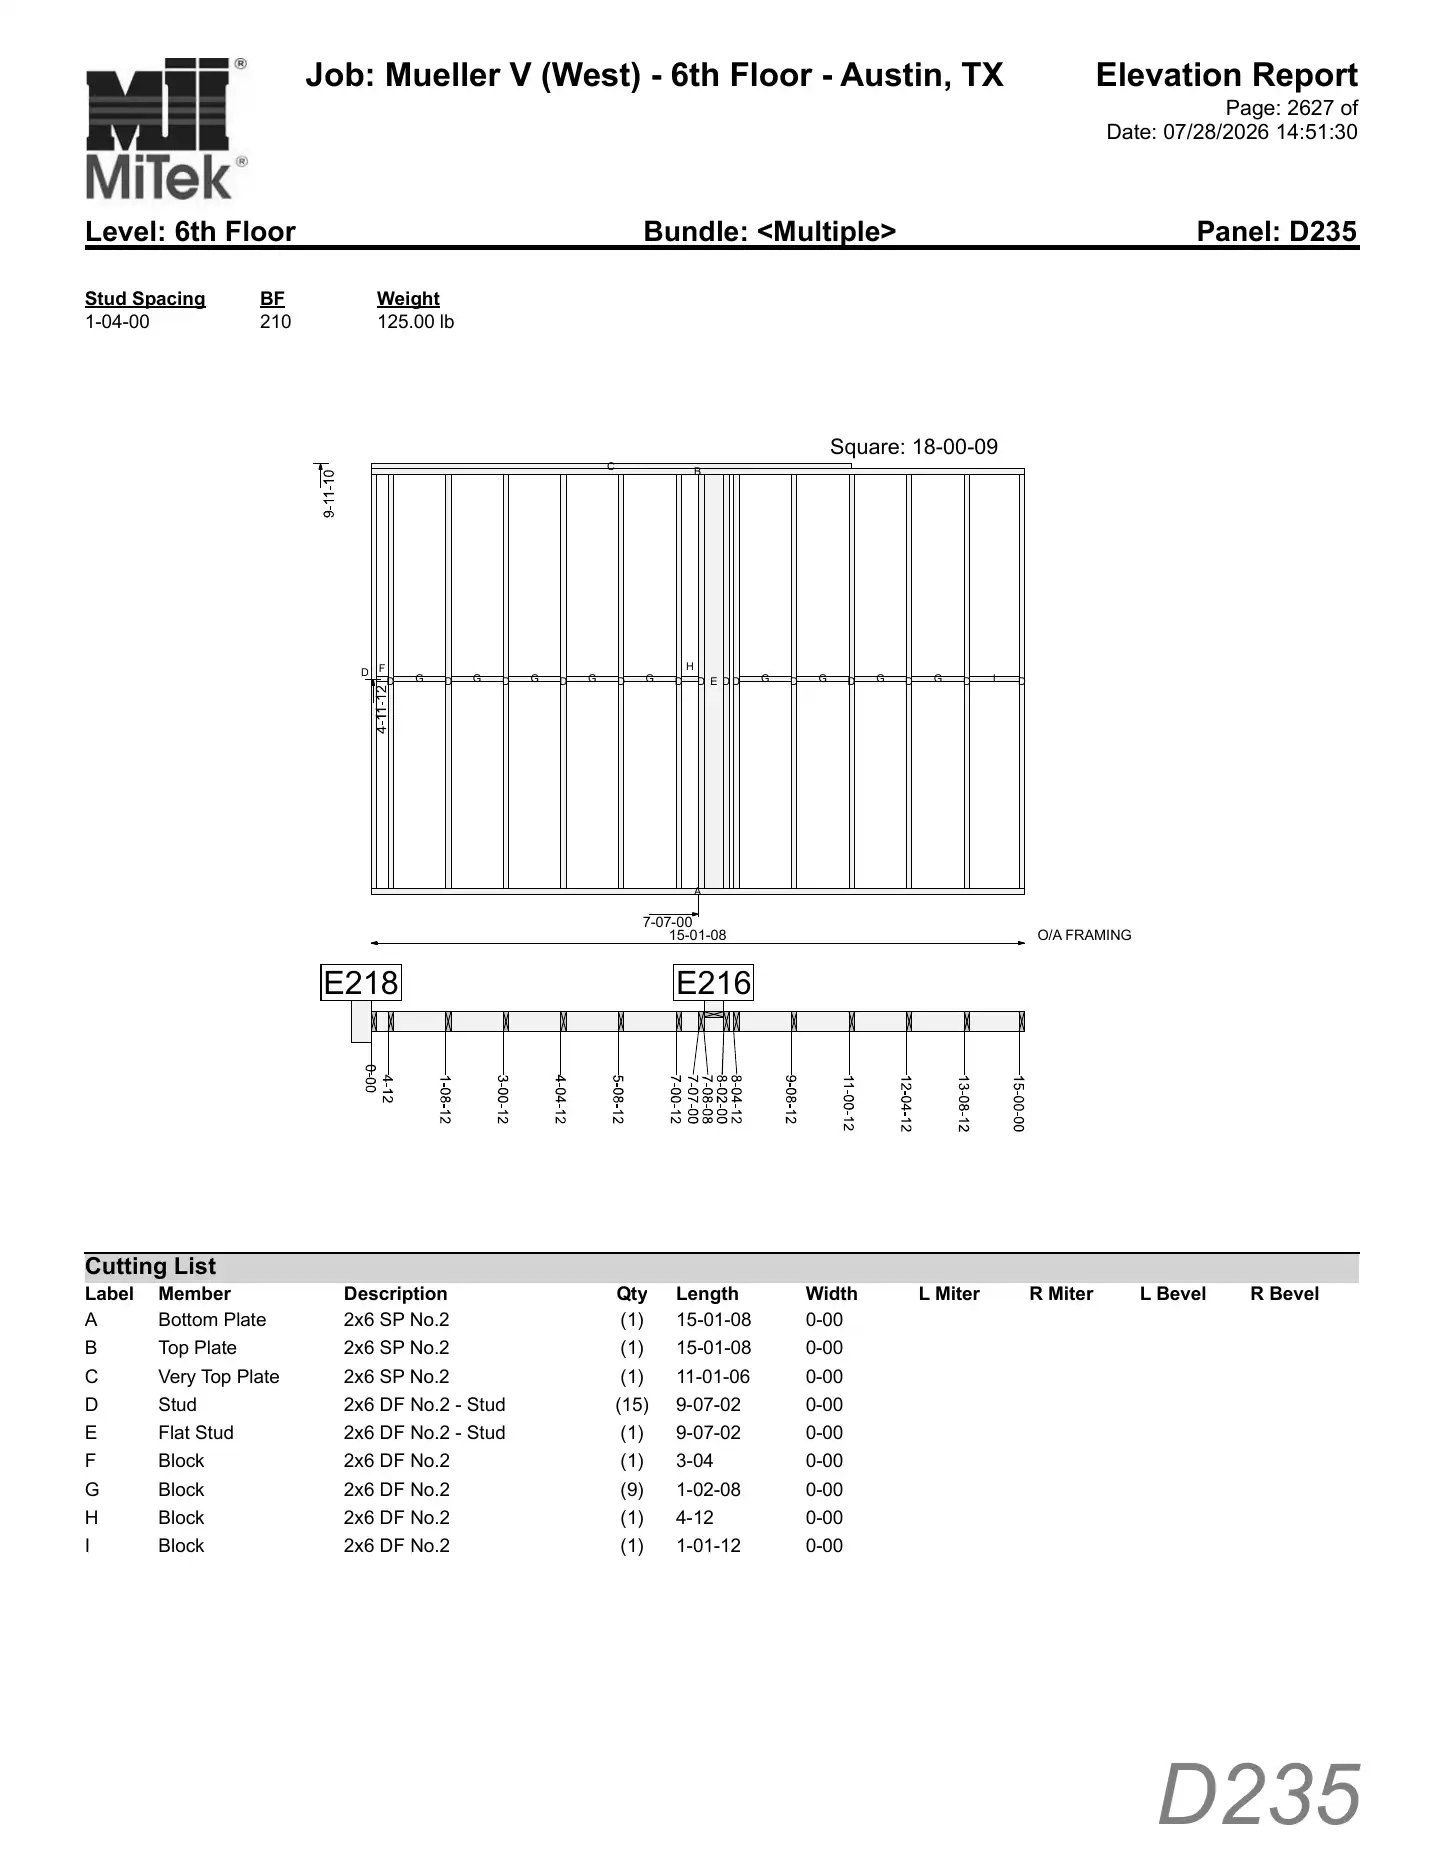 Job: Mueller V (West) - 6th Floor - Austin, TX
Elevation Report
Page: 2627 of
Date: 07/28/2026 14:51:30
MiTek®
Level: 6th Floor Bundle: <Multiple> Panel: D235
Stud Spacing BF Weight
1-04-00 210 125.00 lb
Square: 18-00-09
9-11-10
C
B
D F H
D G D G D G D G D G D D E D D G D G D G D G D I D
4-11-12
A
7-07-00
15-01-08 O/A FRAMING
E218 E216
0-00 4-12 1-08-12 3-00-12 4-04-12 5-08-12 7-00-12 7-07-00 7-08-08 8-02-00 8-04-12 9-08-12 11-00-12 12-04-12 13-08-12 15-00-00
Cutting List
Label Member Description Qty Length Width L Miter R Miter L Bevel R Bevel
A Bottom Plate 2x6 SP No.2 (1) 15-01-08 0-00
B Top Plate 2x6 SP No.2 (1) 15-01-08 0-00
C Very Top Plate 2x6 SP No.2 (1) 11-01-06 0-00
D Stud 2x6 DF No.2 - Stud (15) 9-07-02 0-00
E Flat Stud 2x6 DF No.2 - Stud (1) 9-07-02 0-00
F Block 2x6 DF No.2 (1) 3-04 0-00
G Block 2x6 DF No.2 (9) 1-02-08 0-00
H Block 2x6 DF No.2 (1) 4-12 0-00
I Block 2x6 DF No.2 (1) 1-01-12 0-00
D235